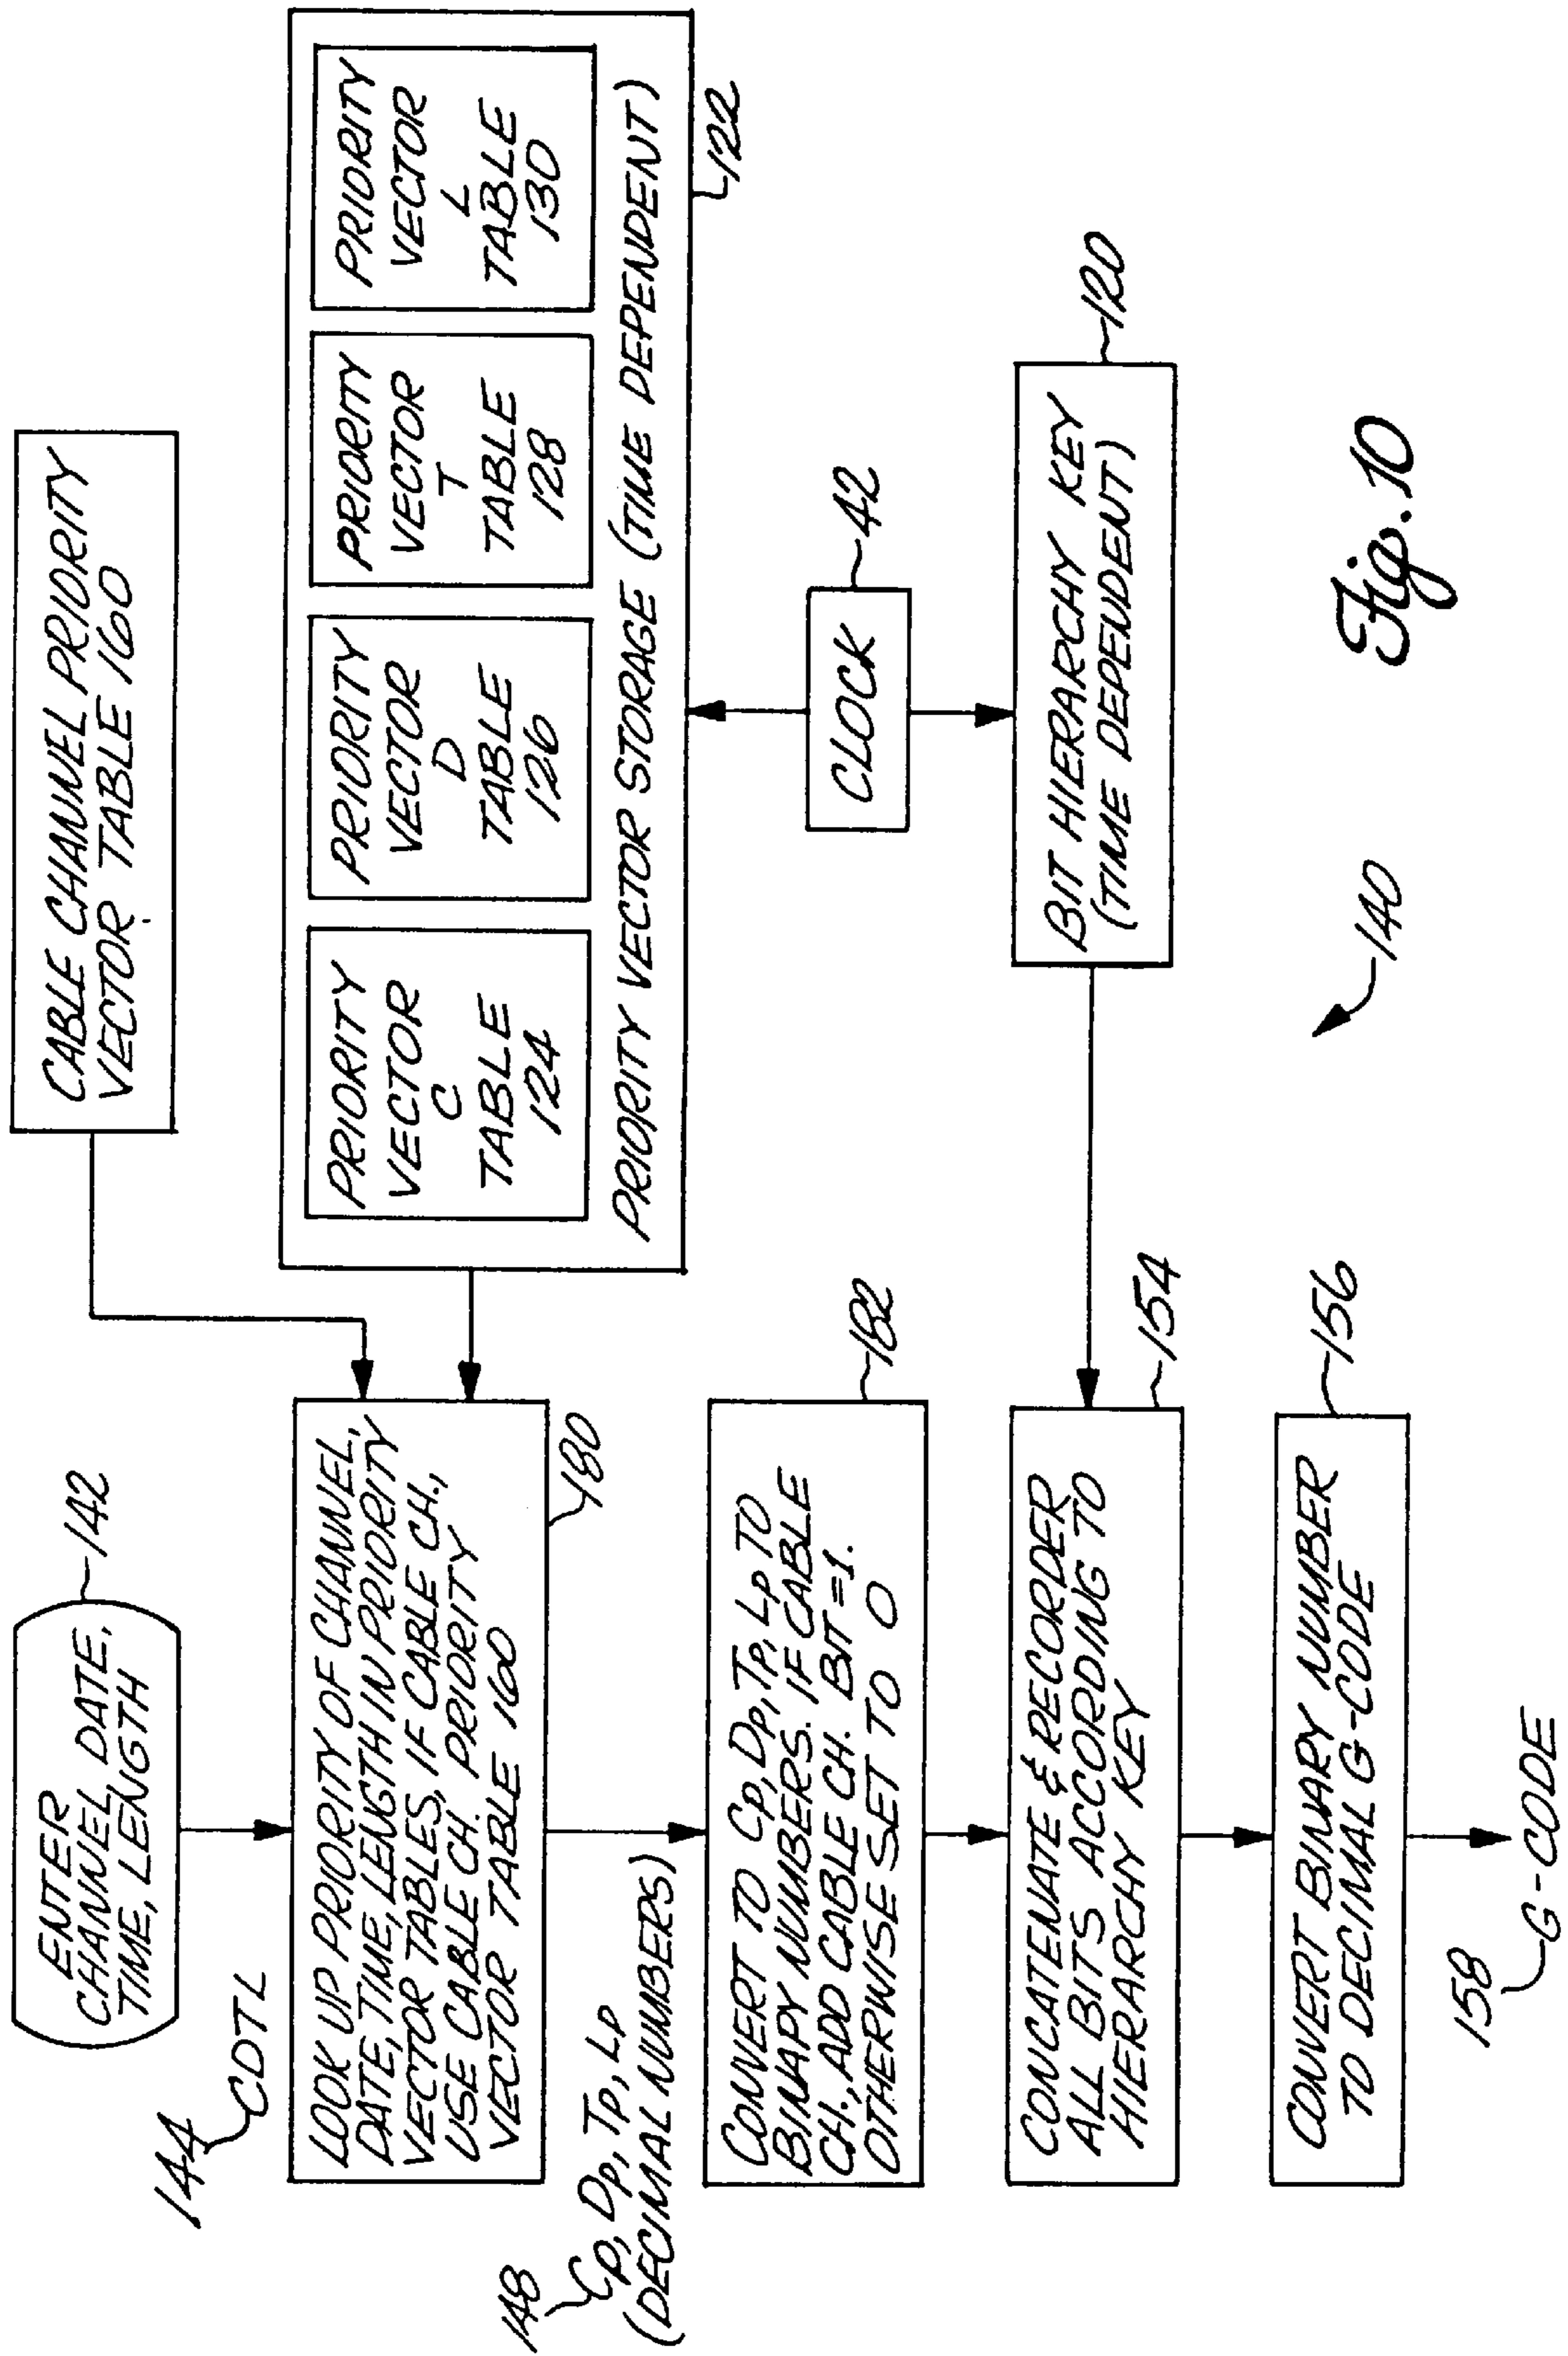 142
ENTER
CHANNEL, DATE,
TIME, LENGTH
144
CDTL
CABLE CHANNEL PRIORITY
VECTOR TABLE 160
LOOK UP PRIORITY OF CHANNEL,
DATE, TIME, LENGTH IN PRIORITY
VECTOR TABLES, IF CABLE CH.,
USE CABLE CH. PRIORITY
VECTOR TABLE 160
180
PRIORITY
VECTOR
C
TABLE
124
PRIORITY
VECTOR
D
TABLE
126
PRIORITY
VECTOR
T
TABLE
128
PRIORITY
VECTOR
L
TABLE
130
PRIORITY VECTOR STORAGE (TIME DEPENDENT)
122
148
Cp, Dp, Tp, Lp
(DECIMAL NUMBERS)
CONVERT TO Cp, Dp, Tp, Lp TO
BINARY NUMBERS. IF CABLE
CH., ADD CABLE CH. BIT = 1.
OTHERWISE SET TO 0
182
CLOCK
42
CONCATENATE & RECORDER
ALL BITS ACCORDING TO
HIERARCHY KEY
154
BIT HIERARCHY KEY
(TIME DEPENDENT)
120
CONVERT BINARY NUMBER
TO DECIMAL G-CODE
156
140
158
G-CODE
Fig. 10